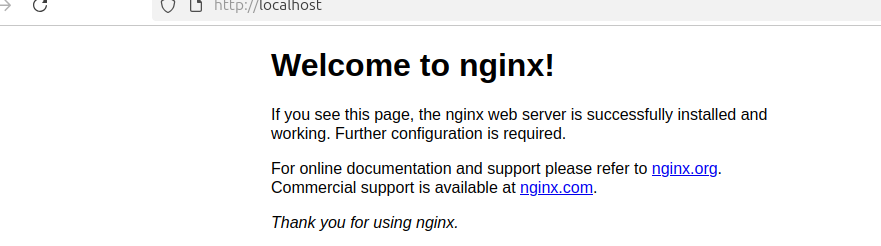 http://localhost
Welcome to nginx!
If you see this page, the nginx web server is successfully installed and
working. Further configuration is required.
For online documentation and support please refer to nginx.org.
Commercial support is available at nginx.com.
Thank you for using nginx.